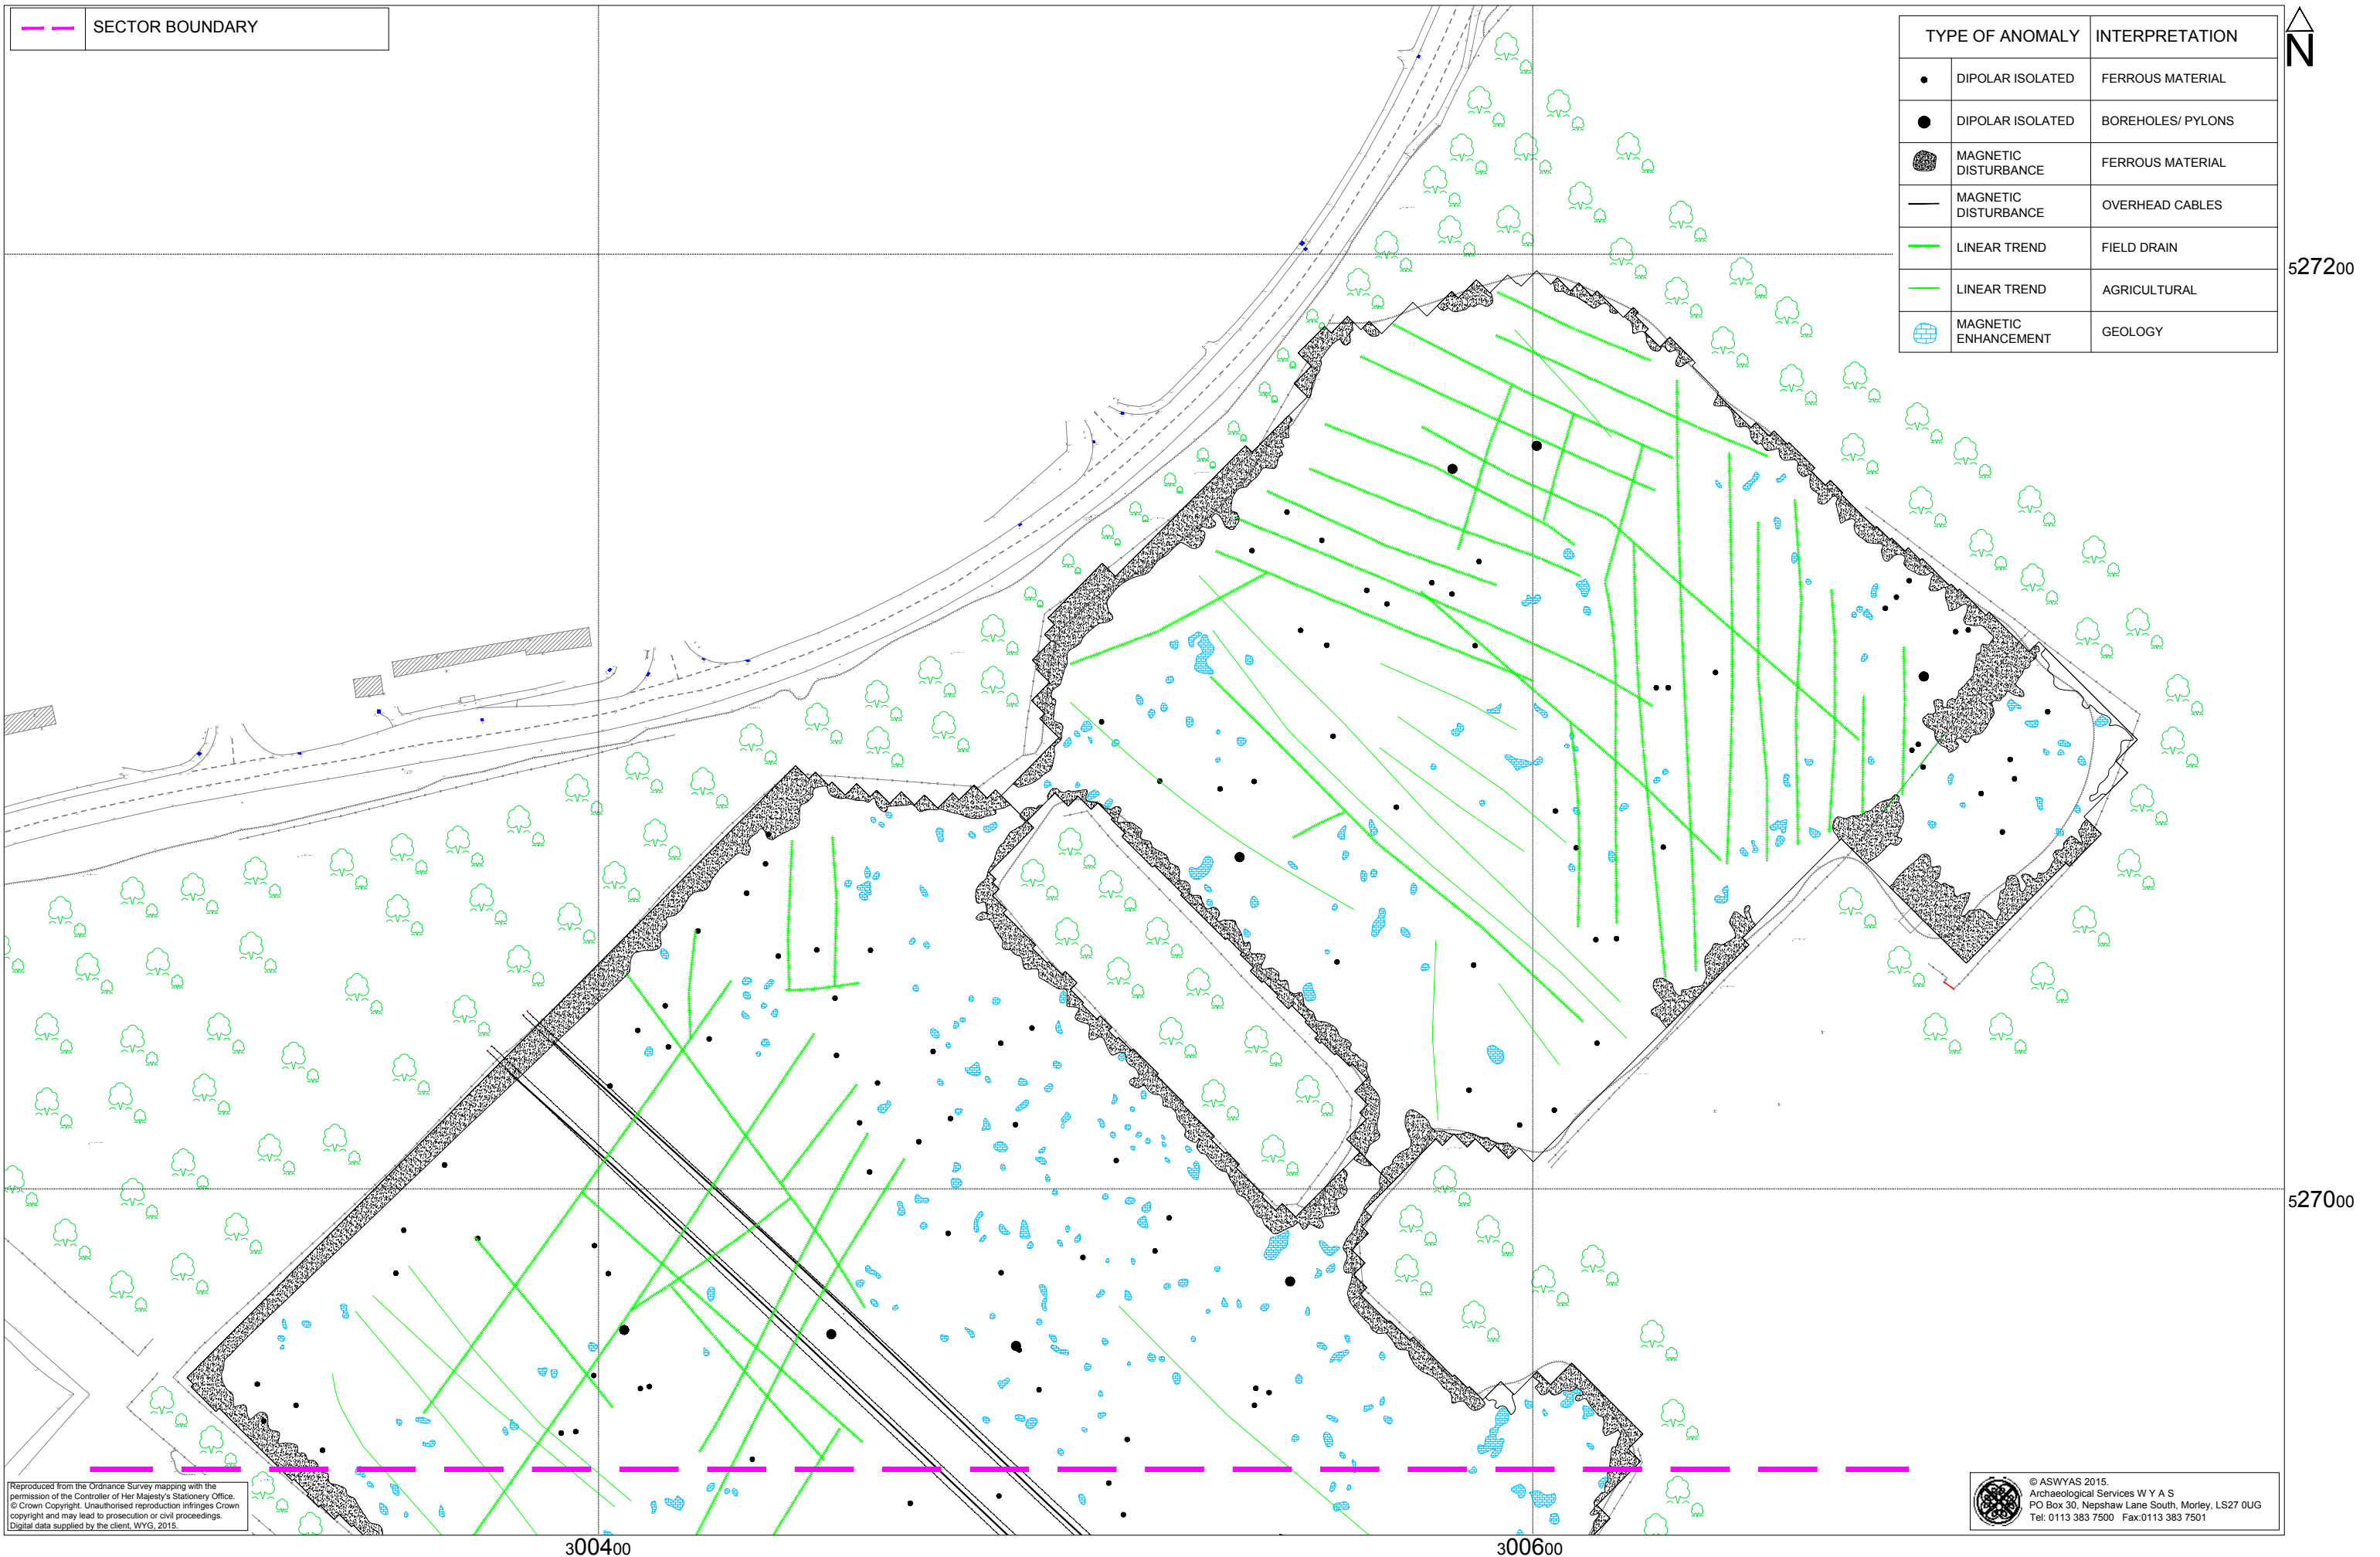 SECTOR BOUNDARY
TYPE OF ANOMALY INTERPRETATION
DIPOLAR ISOLATED FERROUS MATERIAL
DIPOLAR ISOLATED BOREHOLES/ PYLONS
MAGNETIC
DISTURBANCE FERROUS MATERIAL
MAGNETIC
DISTURBANCE OVERHEAD CABLES
LINEAR TREND FIELD DRAIN
LINEAR TREND AGRICULTURAL
MAGNETIC
ENHANCEMENT GEOLOGY
N
527200
527000
Reproduced from the Ordnance Survey mapping with the
permission of the Controller of Her Majesty's Stationery Office.
© Crown Copyright. Unauthorised reproduction infringes Crown
copyright and may lead to prosecution or civil proceedings.
Digital data supplied by the client, WYG, 2015.
© ASWYAS 2015.
Archaeological Services W Y A S
PO Box 30, Nepshaw Lane South, Morley, LS27 0UG
Tel: 0113 383 7500 Fax:0113 383 7501
300400
300600